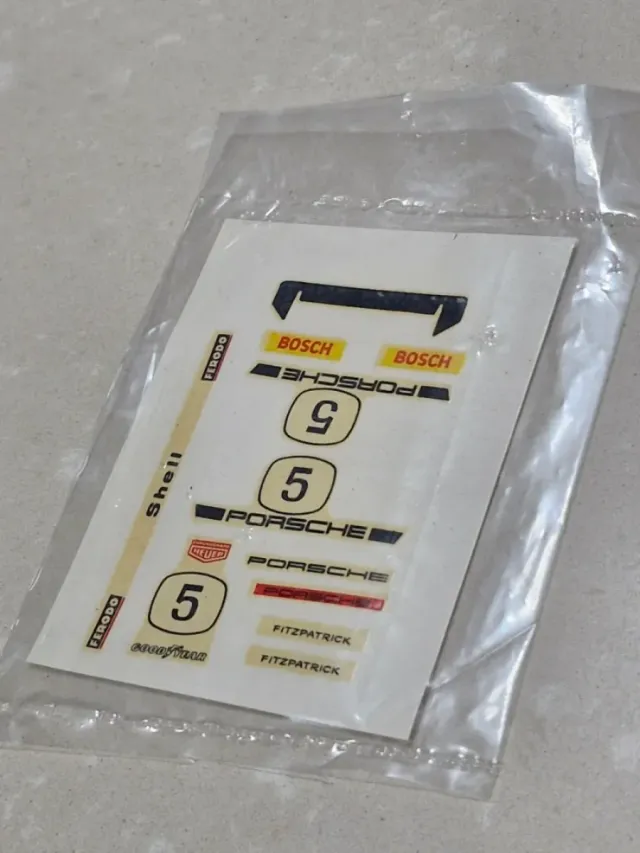 BOSCH
BOSCH
FERODO
PORSCHE
5
Shell
5
PORSCHE
HEUER
PORSCHE
PORSCHE
5
FERODO
GOODYEAR
FITZPATRICK
FITZPATRICK